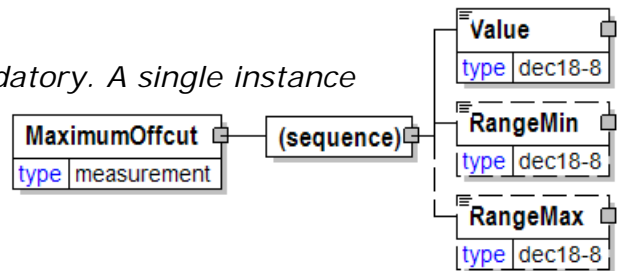 Value
type dec18-8
datory. A single instance
RangeMin
type dec18-8
MaximumOffcut
type measurement
(sequence)
RangeMax
type dec18-8